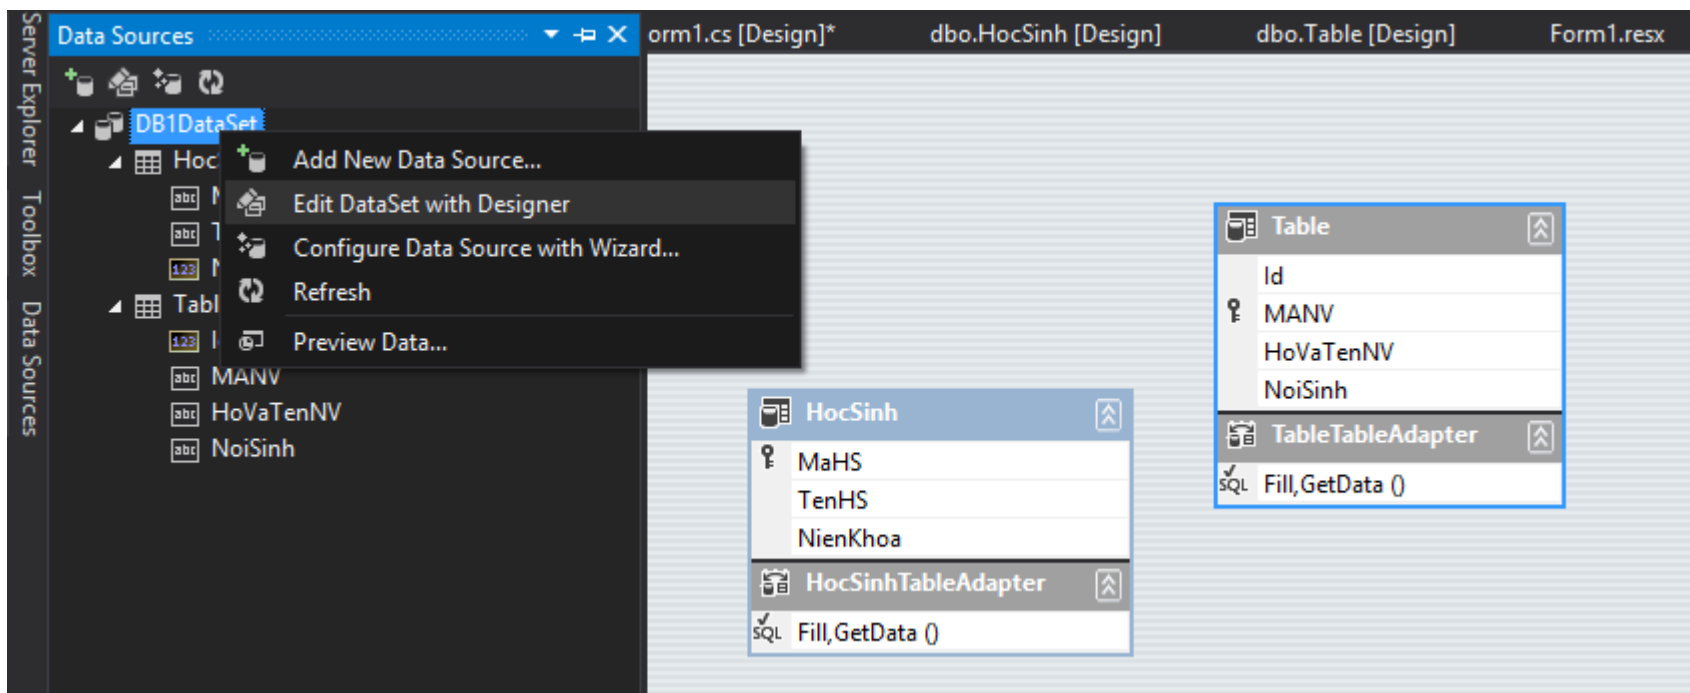 Server Explorer
Toolbox
Data Sources
Data Sources
orm1.cs [Design]*
dbo.HocSinh [Design]
dbo.Table [Design]
Form1.resx
DB1DataSet
Hoc
Tabl
MANV
HoVaTenNV
NoiSinh
Add New Data Source...
Edit DataSet with Designer
Configure Data Source with Wizard...
Refresh
Preview Data...
HocSinh
MaHS
TenHS
NienKhoa
HocSinhTableAdapter
SQL Fill,GetData ()
Table
Id
MANV
HoVaTenNV
NoiSinh
TableTableAdapter
SQL Fill,GetData ()